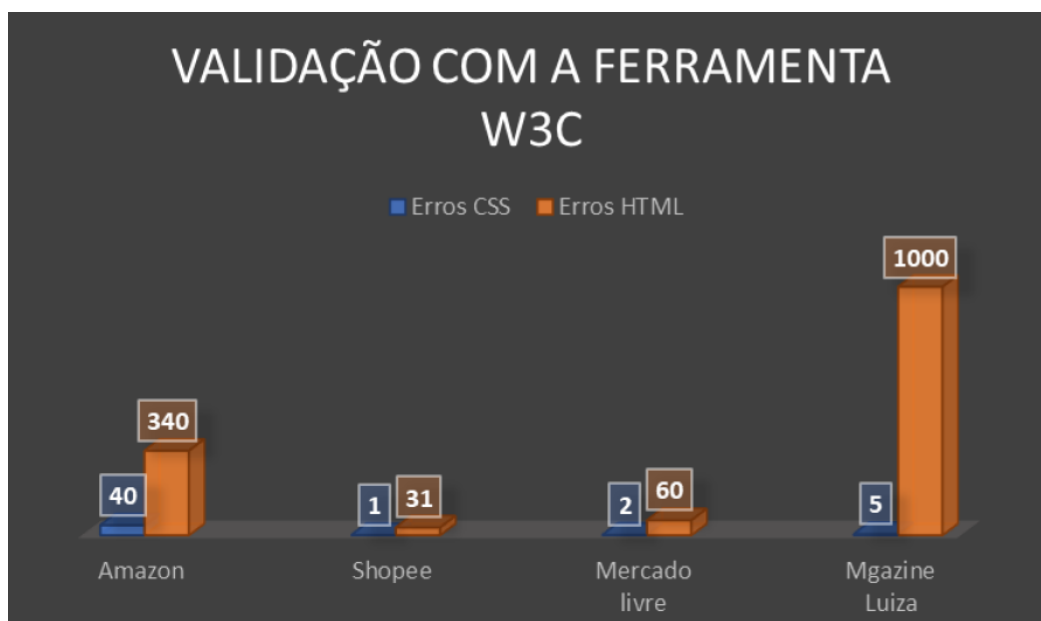 VALIDAÇÃO COM A FERRAMENTA
W3C
Erros CSS Erros HTML
1000
340
40
1 31
2 60
5
Amazon Shopee Mercado livre Mgazine Luiza